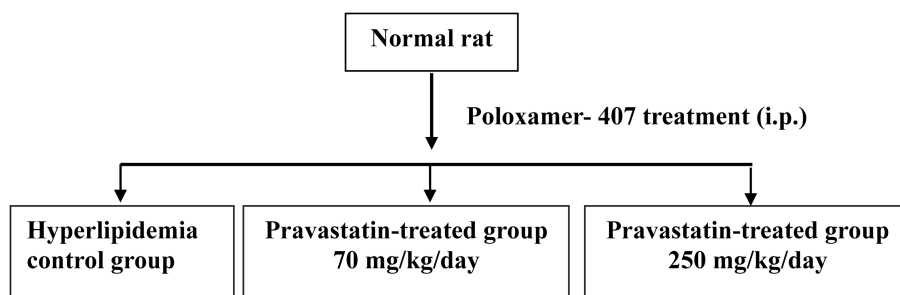 Normal rat
Poloxamer- 407 treatment (i.p.)
Hyperlipidemia
control group
Pravastatin-treated group
70 mg/kg/day
Pravastatin-treated group
250 mg/kg/day